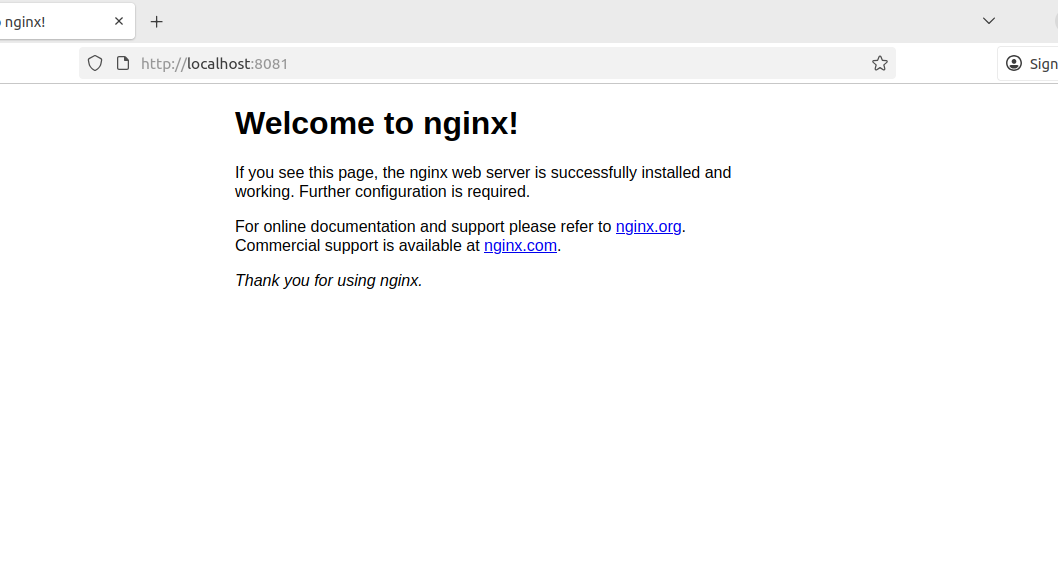 nginx!
http://localhost:8081
Sign
Welcome to nginx!
If you see this page, the nginx web server is successfully installed and
working. Further configuration is required.
For online documentation and support please refer to nginx.org.
Commercial support is available at nginx.com.
Thank you for using nginx.